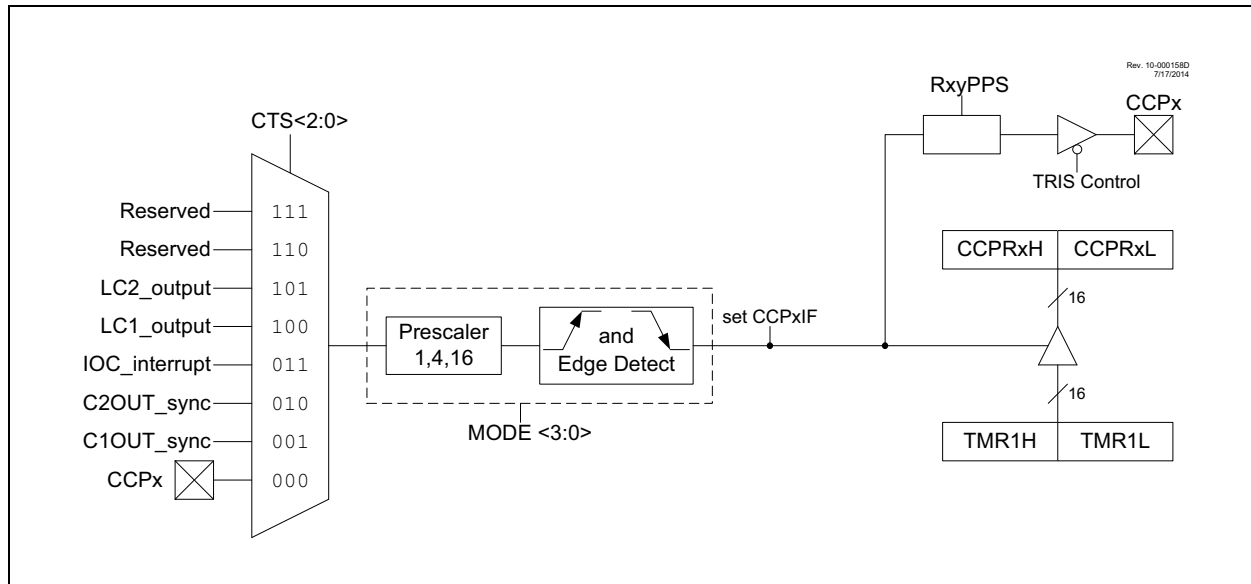 Rev. 10-000158D
7/17/2014
RxyPPS
CCPx
CTS<2:0>
TRIS Control
Reserved 111
Reserved 110
LC2_output 101
LC1_output 100
IOC_interrupt 011
C2OUT_sync 010
C1OUT_sync 001
CCPx 000
Prescaler
1,4,16
and
Edge Detect
MODE <3:0>
set CCPxIF
CCPRxH CCPRxL
16
16
TMR1H TMR1L